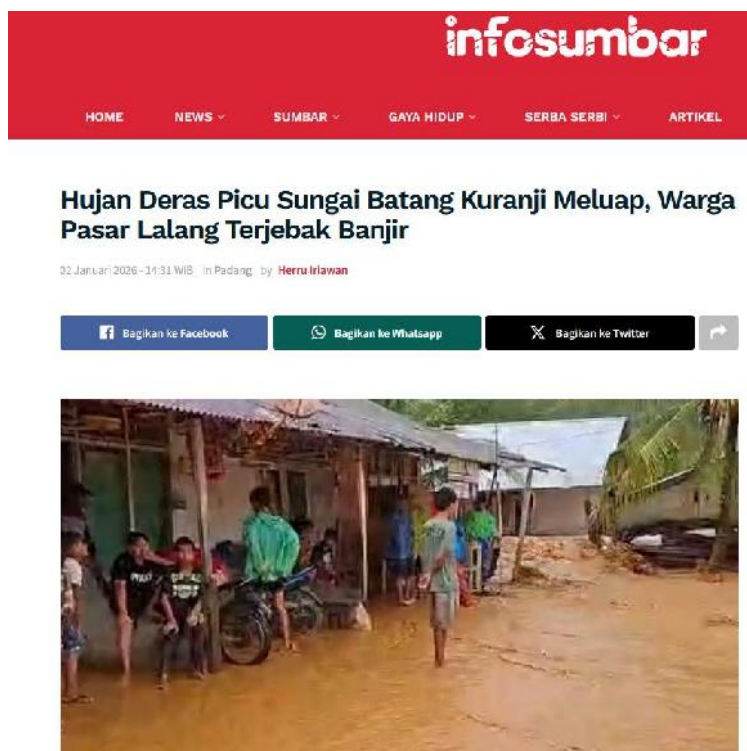 infosumbar
HOME NEWS SUMBAR GAYA HIDUP SERBA SERBI ARTIKEL
Hujan Deras Picu Sungai Batang Kuranji Meluap, Warga
Pasar Lalang Terjebak Banjir
02 Januari 2026 - 14:31 WIB in Padang by Herru Iriawan
Bagikan ke Facebook Bagikan ke Whatsapp Bagikan ke Twitter